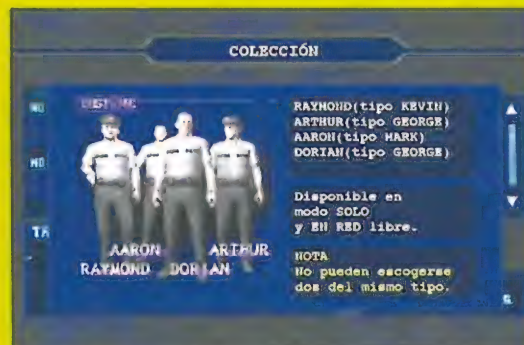 COLECCIÓN
RAYMOND(tipo KEVIN)
ARTHUR(tipo GEORGE)
AARON(tipo MARK)
DORIAN(tipo GEORGE)
Disponible en
modo SOLO
y EN RED libre.
NOTA
No pueden escogerse
dos del mismo tipo.
AARON ARTHUR
RAYMOND DORIAN